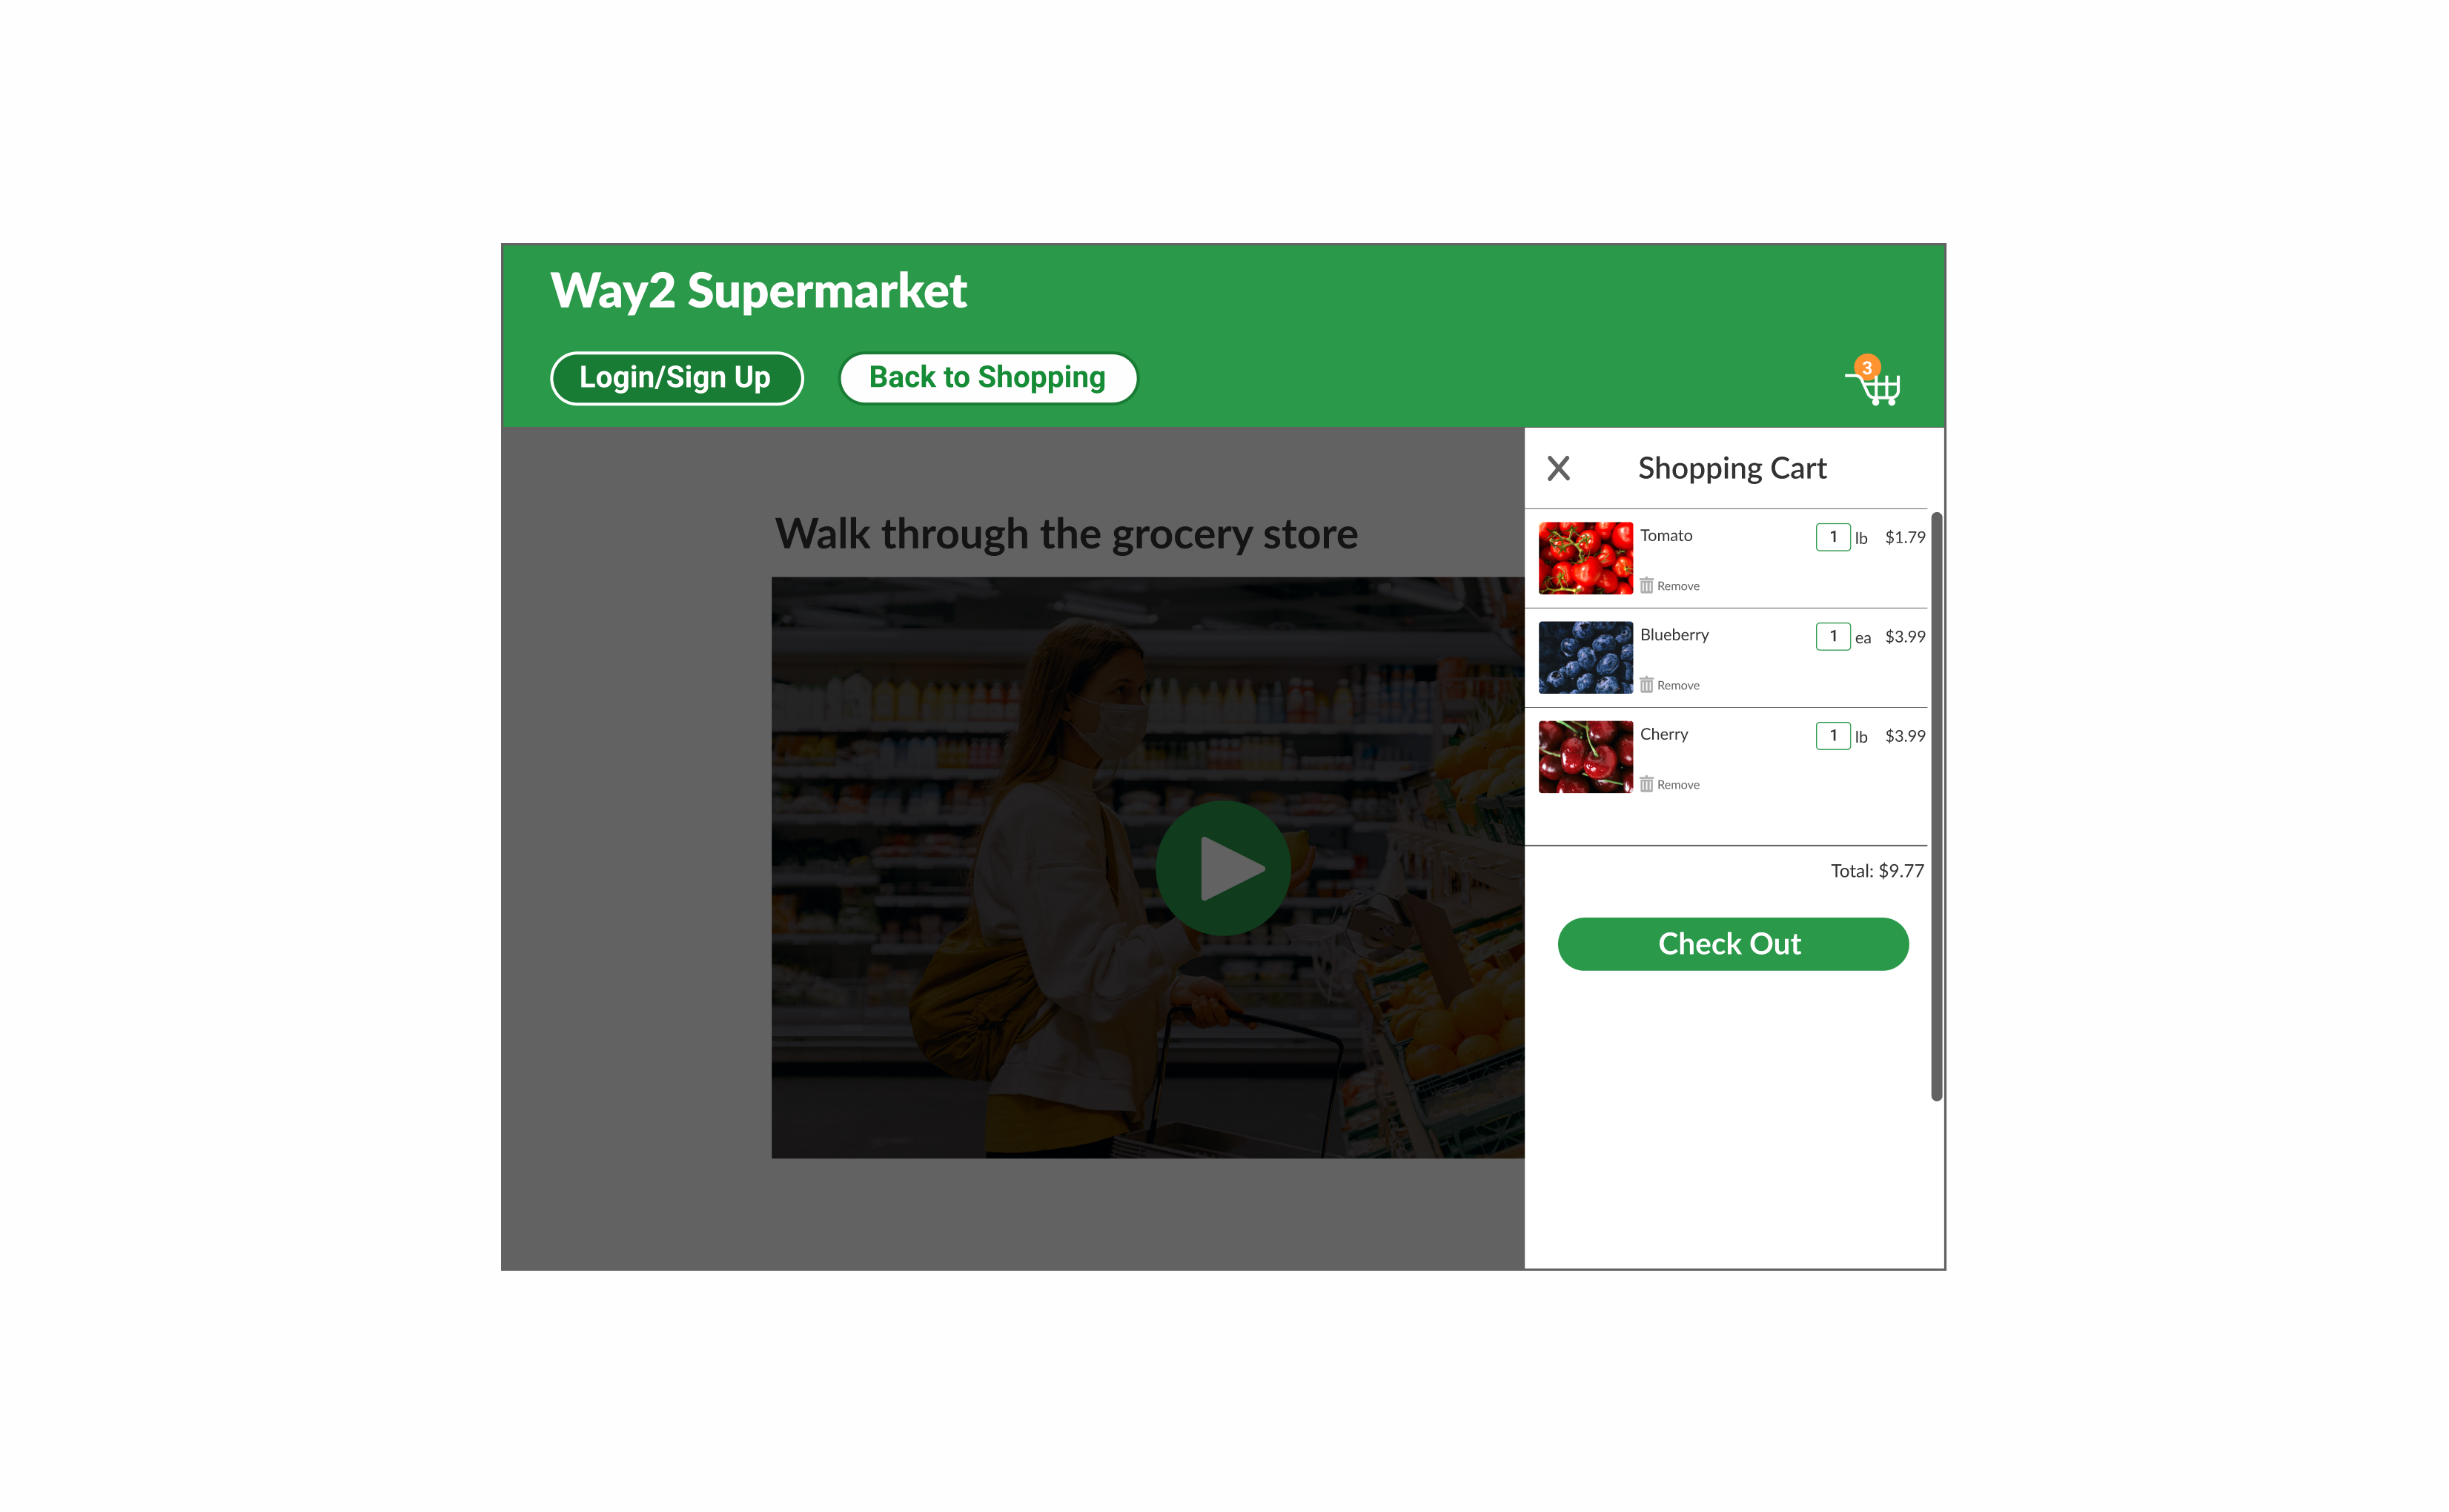 Way2 Supermarket
Login/Sign Up
Back to Shopping
3
Shopping Cart
Walk through the grocery store
Tomato 1 lb $1.79
Remove
Blueberry 1 ea $3.99
Remove
Cherry 1 lb $3.99
Remove
Total: $9.77
Check Out